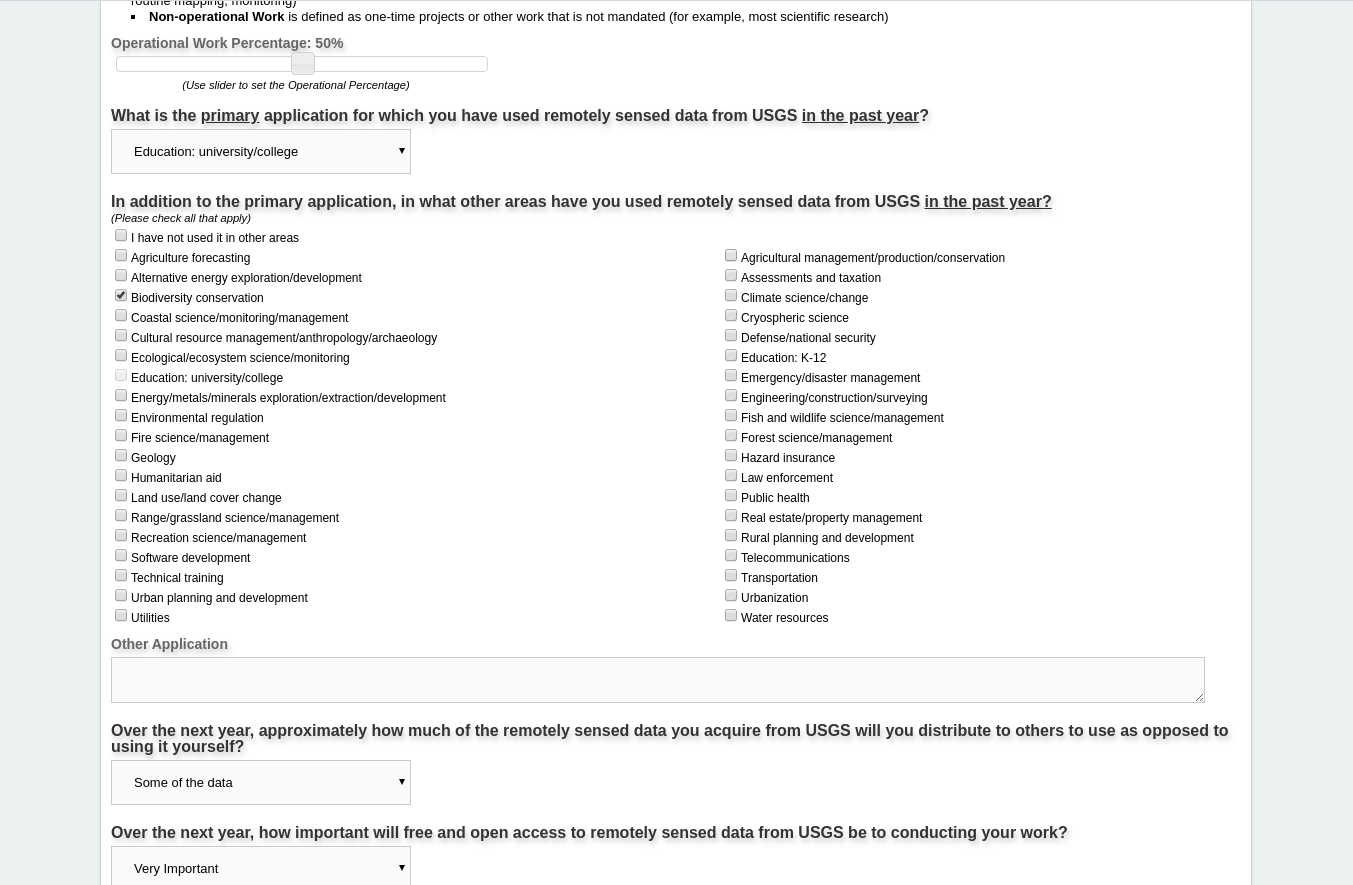 routine mapping, monitoring)
Non-operational Work is defined as one-time projects or other work that is not mandated (for example, most scientific research)
Operational Work Percentage: 50%
(Use slider to set the Operational Percentage)
What is the primary application for which you have used remotely sensed data from USGS in the past year?
Education: university/college
In addition to the primary application, in what other areas have you used remotely sensed data from USGS in the past year?
(Please check all that apply)
I have not used it in other areas
Agriculture forecasting
Agricultural management/production/conservation
Alternative energy exploration/development
Assessments and taxation
Biodiversity conservation
Climate science/change
Coastal science/monitoring/management
Cryospheric science
Cultural resource management/anthropology/archaeology
Defense/national security
Ecological/ecosystem science/monitoring
Education: K-12
Education: university/college
Emergency/disaster management
Energy/metals/minerals exploration/extraction/development
Engineering/construction/surveying
Environmental regulation
Fish and wildlife science/management
Fire science/management
Forest science/management
Geology
Hazard insurance
Humanitarian aid
Law enforcement
Land use/land cover change
Public health
Range/grassland science/management
Real estate/property management
Recreation science/management
Rural planning and development
Software development
Telecommunications
Technical training
Transportation
Urban planning and development
Urbanization
Utilities
Water resources
Other Application
Over the next year, approximately how much of the remotely sensed data you acquire from USGS will you distribute to others to use as opposed to
using it yourself?
Some of the data
Over the next year, how important will free and open access to remotely sensed data from USGS be to conducting your work?
Very Important